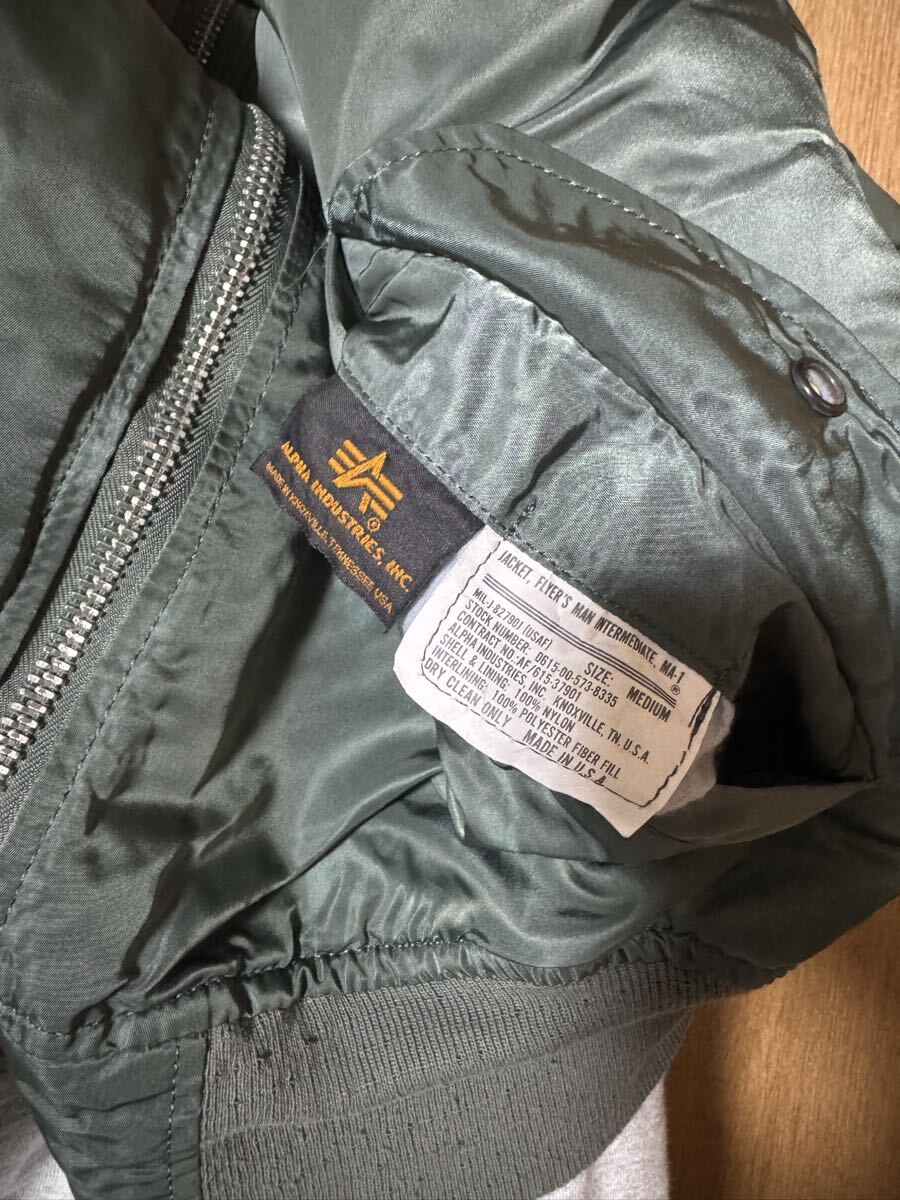 ALPHA INDUSTRIES, INC.
MADE IN KNOXVILLE, TENNESSEE USA
JACKET, FLYER'S MAN INTERMEDIATE, MA-1
MIL-J 8279OJ (USAF) SIZE: ®
STOCK NUMBER: D615-00-573-8335 MEDIUM
CONTRACT NO: AF/615-37901
ALPHA INDUSTRIES, INC. KNOXVILLE, TN. U.S.A.
SHELL & LINING: 100% NYLON
INTERLINING: 100% POLYESTER FIBER FILL
DRY CLEAN ONLY
MADE IN U.S.A.